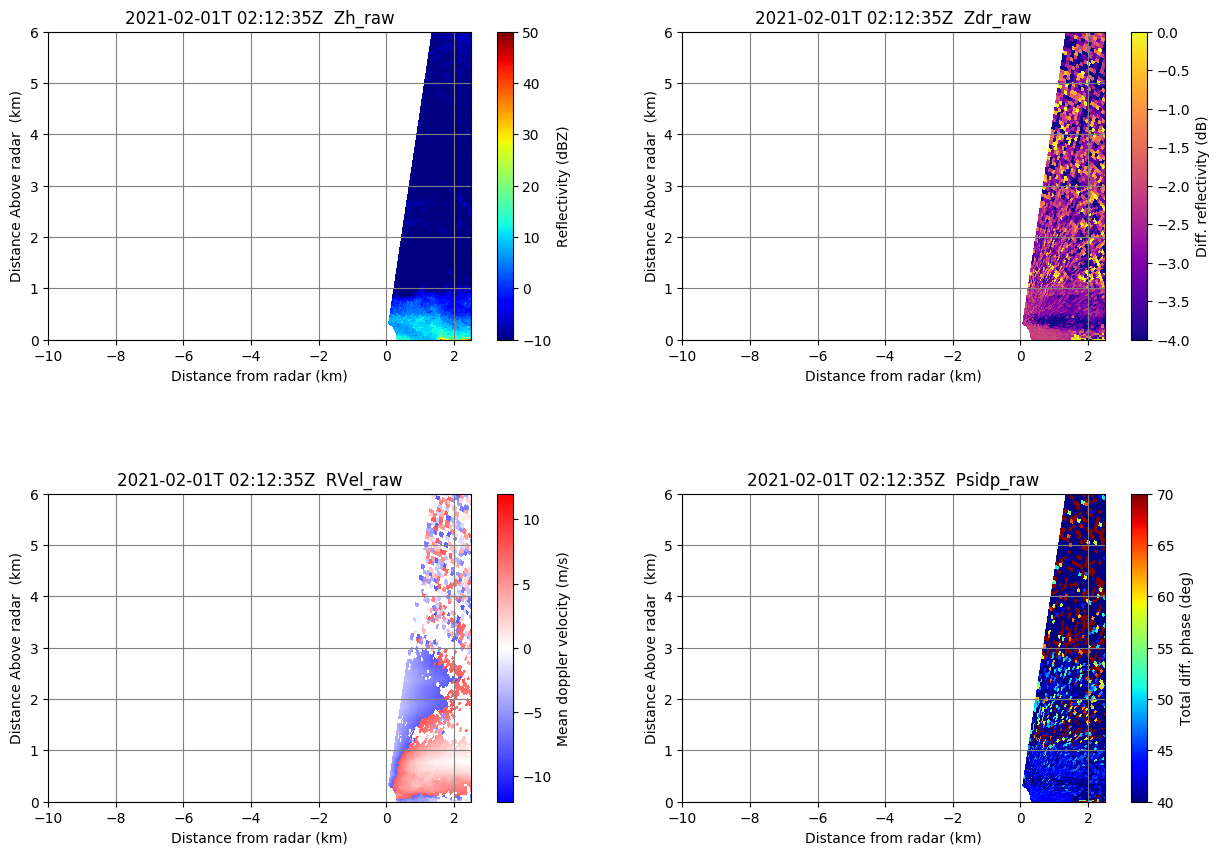 2021-02-01T 02:12:35Z  Zh_raw
6
5
4
3
2
1
0
Distance Above radar  (km)
−10 −8 −6 −4 −2 0 2
Distance from radar (km)
50
40
30
20
10
0
−10
Reflectivity (dBZ)
2021-02-01T 02:12:35Z  Zdr_raw
6
5
4
3
2
1
0
Distance Above radar  (km)
−10 −8 −6 −4 −2 0 2
Distance from radar (km)
0.0
−0.5
−1.0
−1.5
−2.0
−2.5
−3.0
−3.5
−4.0
Diff. reflectivity (dB)
2021-02-01T 02:12:35Z  RVel_raw
6
5
4
3
2
1
0
Distance Above radar  (km)
−10 −8 −6 −4 −2 0 2
Distance from radar (km)
10
5
0
−5
−10
Mean doppler velocity (m/s)
2021-02-01T 02:12:35Z  Psidp_raw
6
5
4
3
2
1
0
Distance Above radar  (km)
−10 −8 −6 −4 −2 0 2
Distance from radar (km)
70
65
60
55
50
45
40
Total diff. phase (deg)